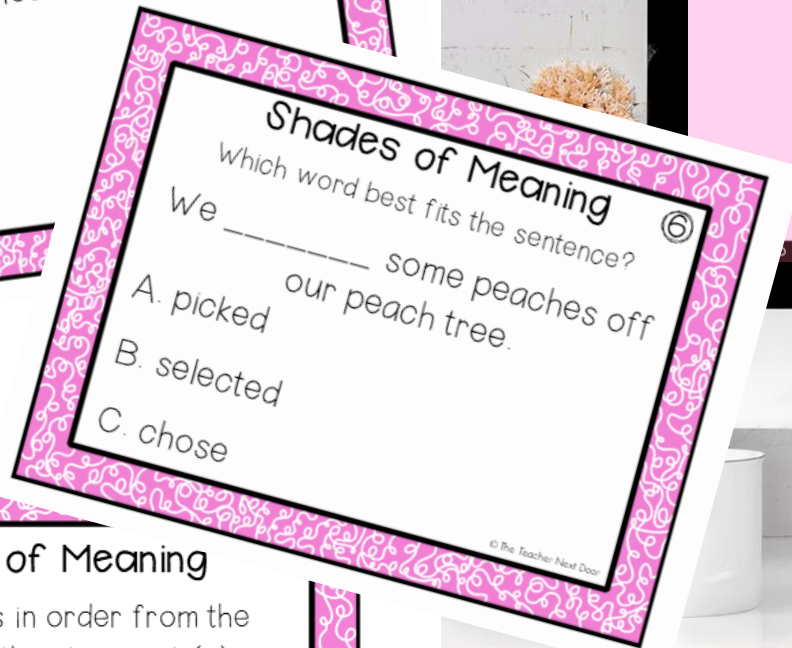 Shades of Meaning
6
Which word best fits the sentence?
We _______ some peaches off
our peach tree.
A. picked
B. selected
C. chose
© The Teacher Next Door
of Meaning
in order from the